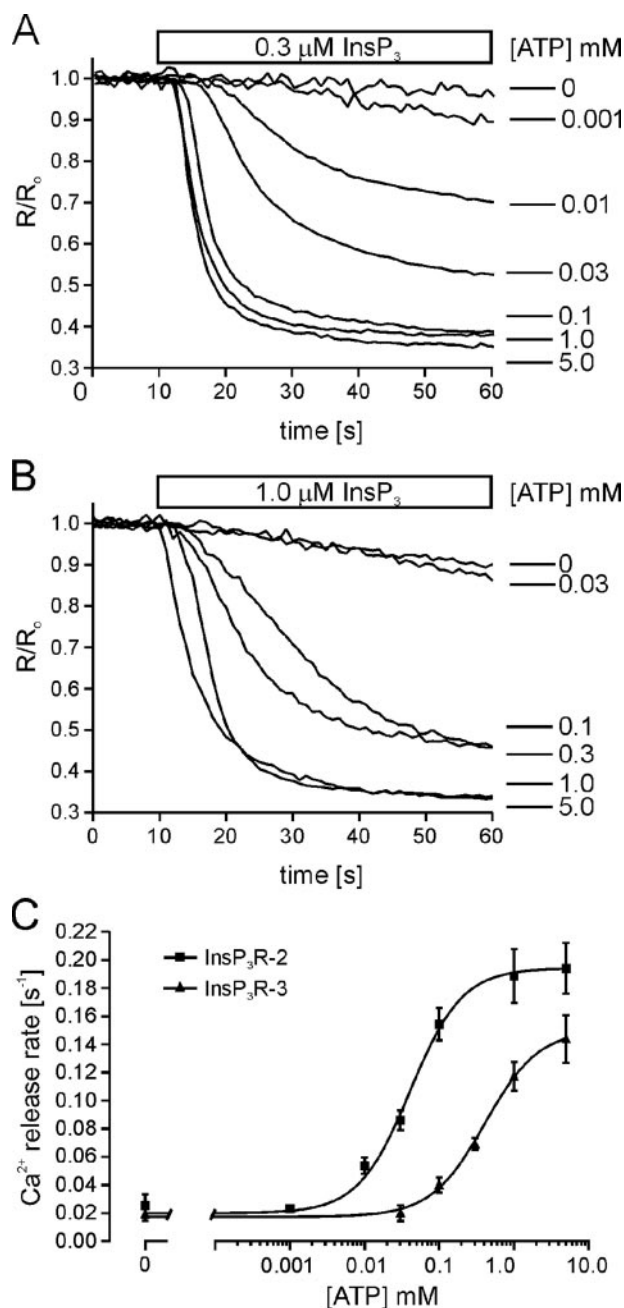 A
0.3 μM InsP₃
[ATP] mM
1.0
0.9
0.8
0.7
0.6
0.5
0.4
0.3
R/Rₒ
0
0.001
0.01
0.03
0.1
1.0
5.0
0 10 20 30 40 50 60
time [s]
B
1.0 μM InsP₃
[ATP] mM
1.0
0.9
0.8
0.7
0.6
0.5
0.4
0.3
R/Rₒ
0
0.03
0.1
0.3
1.0
5.0
0 10 20 30 40 50 60
time [s]
C
0.22
0.20
0.18
0.16
0.14
0.12
0.10
0.08
0.06
0.04
0.02
0.00
Ca²⁺ release rate [s⁻¹]
InsP₃R-2
InsP₃R-3
0 0.001 0.01 0.1 1.0 5.0
[ATP] mM